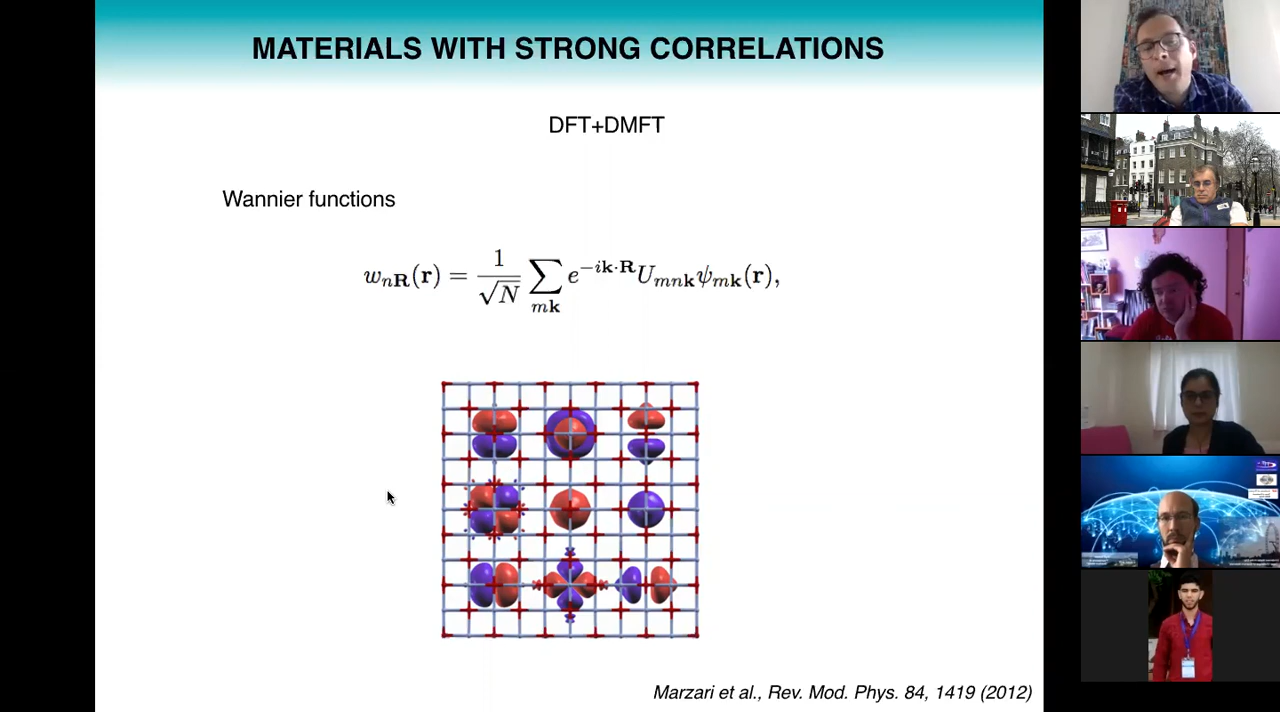 MATERIALS WITH STRONG CORRELATIONS
DFT+DMFT
Wannier functions
w_{n𝐑}(𝐫) = \frac{1}{\sqrt{N}} \sum_{m𝐤} e^{-i𝐤·𝐑} U_{mn𝐤} ψ_{m𝐤}(𝐫),
Marzari et al., Rev. Mod. Phys. 84, 1419 (2012)